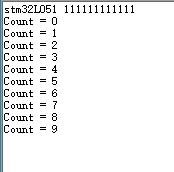 stm32L051 111111111111
Count = 0
Count = 1
Count = 2
Count = 3
Count = 4
Count = 5
Count = 6
Count = 7
Count = 8
Count = 9